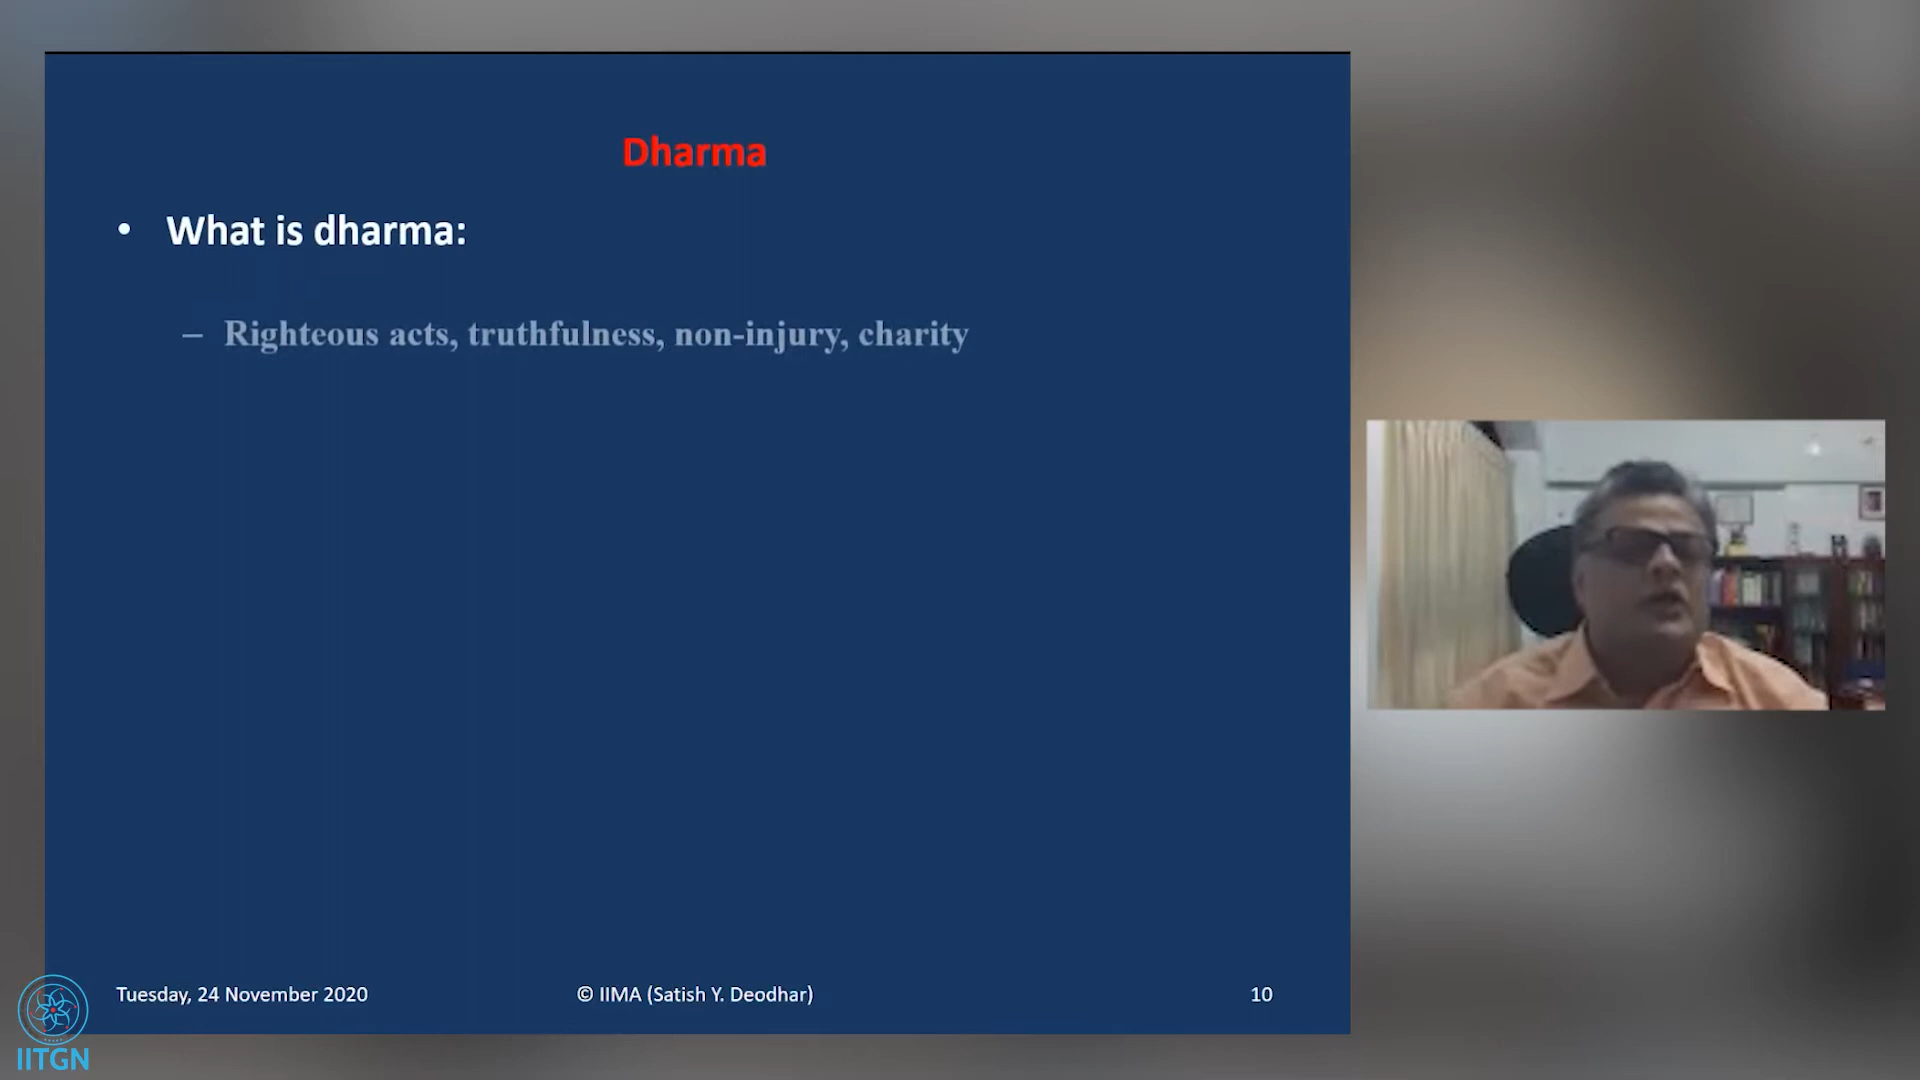 Dharma
• What is dharma:
– Righteous acts, truthfulness, non-injury, charity
Tuesday, 24 November 2020
© IIMA (Satish Y. Deodhar)
10
IITGN